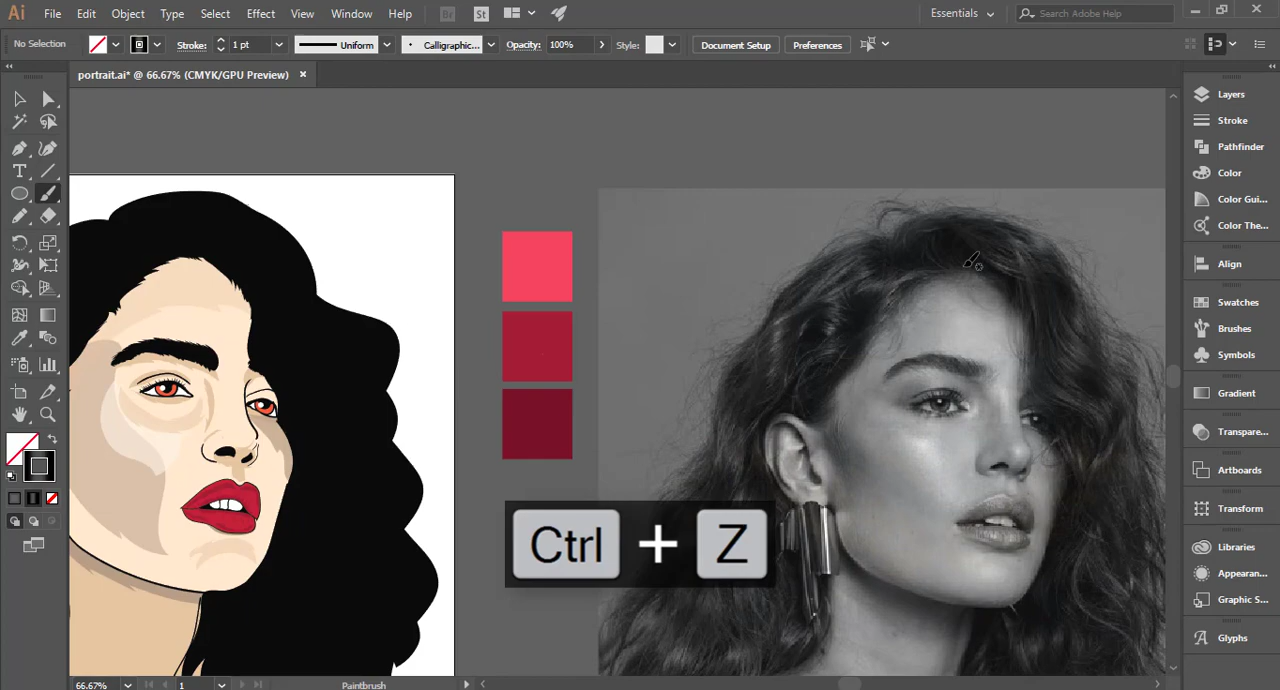 Ai File Edit Object Type Select Effect View Window Help Br St Essentials Search Adobe Help
No Selection Stroke: 1 pt Uniform Calligraphic... Opacity: 100% Style: Document Setup Preferences
portrait.ai* @ 66.67% (CMYK/GPU Preview)
Layers
Stroke
Pathfinder
Color
Color Gui...
Color The...
Align
Swatches
Brushes
Symbols
Gradient
Transpare...
Artboards
Transform
Libraries
Appearan...
Graphic S...
Glyphs
Ctrl + Z
66.67% 1 Paintbrush